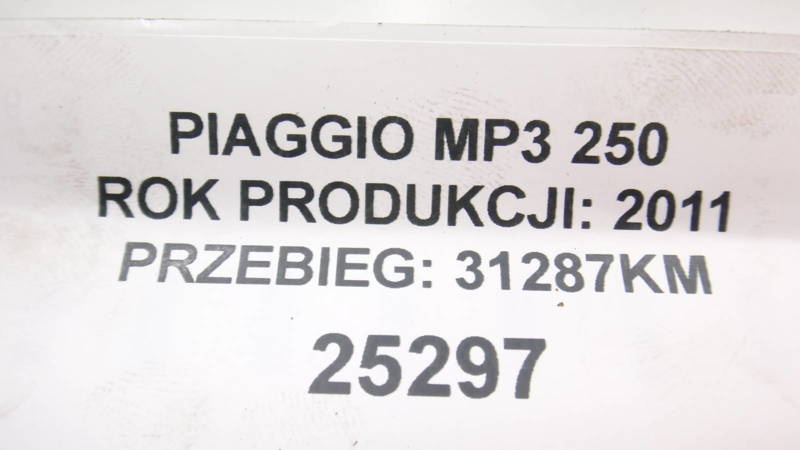 PIAGGIO MP3 250
ROK PRODUKCJI: 2011
PRZEBIEG: 31287KM
25297